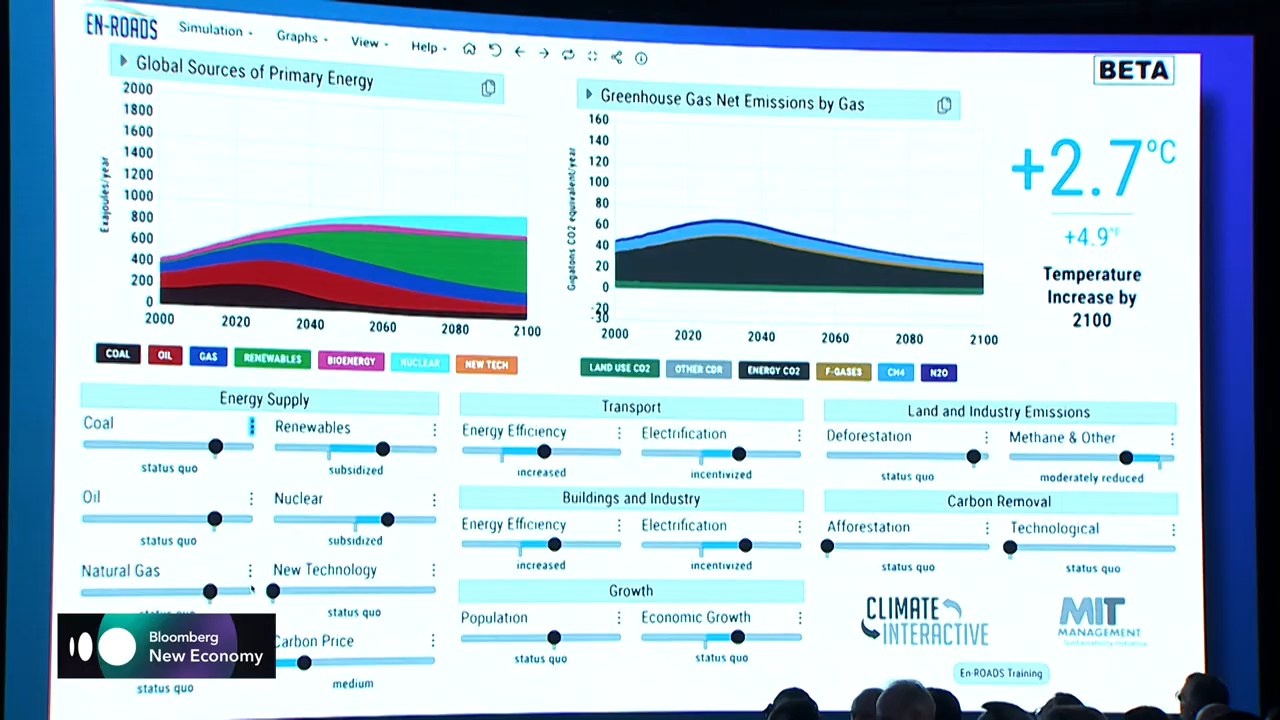 EN-ROADS
Simulation
Graphs
View
Help
BETA
Global Sources of Primary Energy
2000
1800
1600
1400
1200
1000
800
600
400
200
0
Exajoules/year
2000 2020 2040 2060 2080 2100
COAL OIL GAS RENEWABLES BIOENERGY NUCLEAR NEW TECH
Greenhouse Gas Net Emissions by Gas
160
140
120
100
80
60
40
20
0
-20
-30
Gigatons CO2 equivalent/year
2000 2020 2040 2060 2080 2100
LAND USE CO2 OTHER CDR ENERGY CO2 F-GASES CH4 N2O
+2.7°C
+4.9°F
Temperature
Increase by
2100
Energy Supply
Coal
status quo
Renewables
subsidized
Oil
status quo
Nuclear
subsidized
Natural Gas
New Technology
status quo
Carbon Price
medium
status quo
Transport
Energy Efficiency
increased
Electrification
incentivized
Buildings and Industry
Energy Efficiency
increased
Electrification
incentivized
Growth
Population
status quo
Economic Growth
status quo
Land and Industry Emissions
Deforestation
status quo
Methane & Other
moderately reduced
Carbon Removal
Afforestation
status quo
Technological
status quo
CLIMATE
INTERACTIVE
MIT
MANAGEMENT
Sustainability Initiative
En-ROADS Training
Bloomberg
New Economy